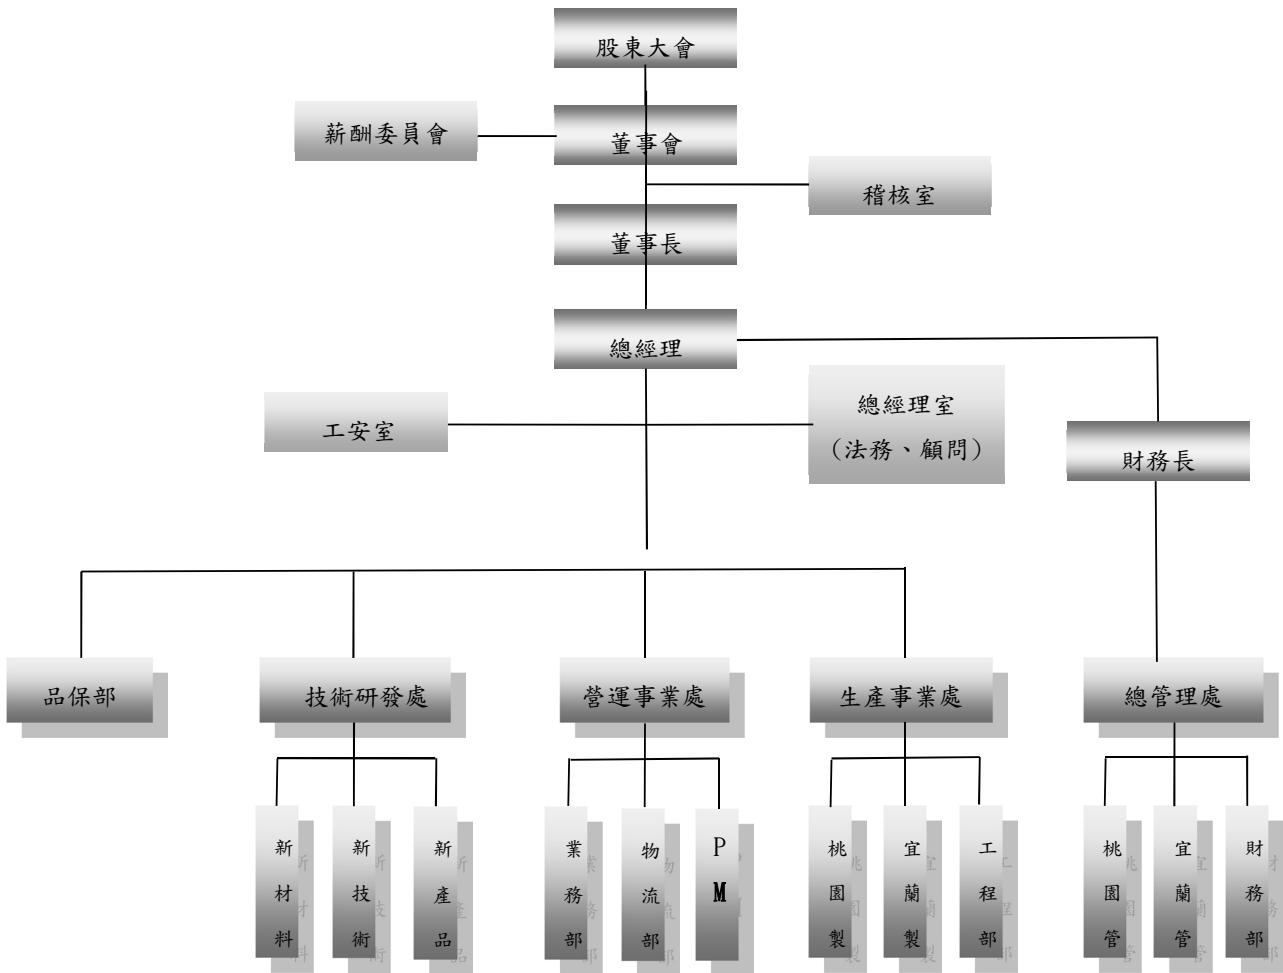 股東大會
薪酬委員會
董事會
稽核室
董事長
總經理
工安室
總經理室
（法務、顧問）
財務長
品保部
技術研發處
營運事業處
生產事業處
總管理處
新材料
新技術
新產品
業務部
物流部
PM
桃園製
宜蘭製
工程部
桃園管
宜蘭管
財務部